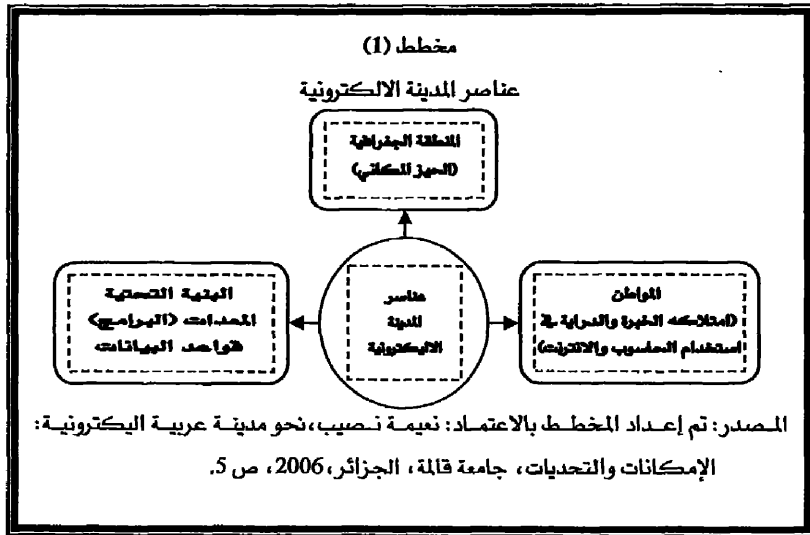 مخطط (1)
عناصر المدينة الالكترونية
المنطقة الجغرافية
(الحيز المكاني)
المواطن
(امتلاكه الخبرة والدراية في
استخدام الحاسوب والانترنت)
عناصر
المدينة
الاليكترونية
البنية التحتية
المعدات <البرامج>
قواعد البيانات
المصدر: تم إعداد المخطط بالاعتماد: نعيمة نصيب، نحو مدينة عربية اليكترونية:
الإمكانات والتحديات، جامعة قالمة، الجزائر، 2006، ص 5.